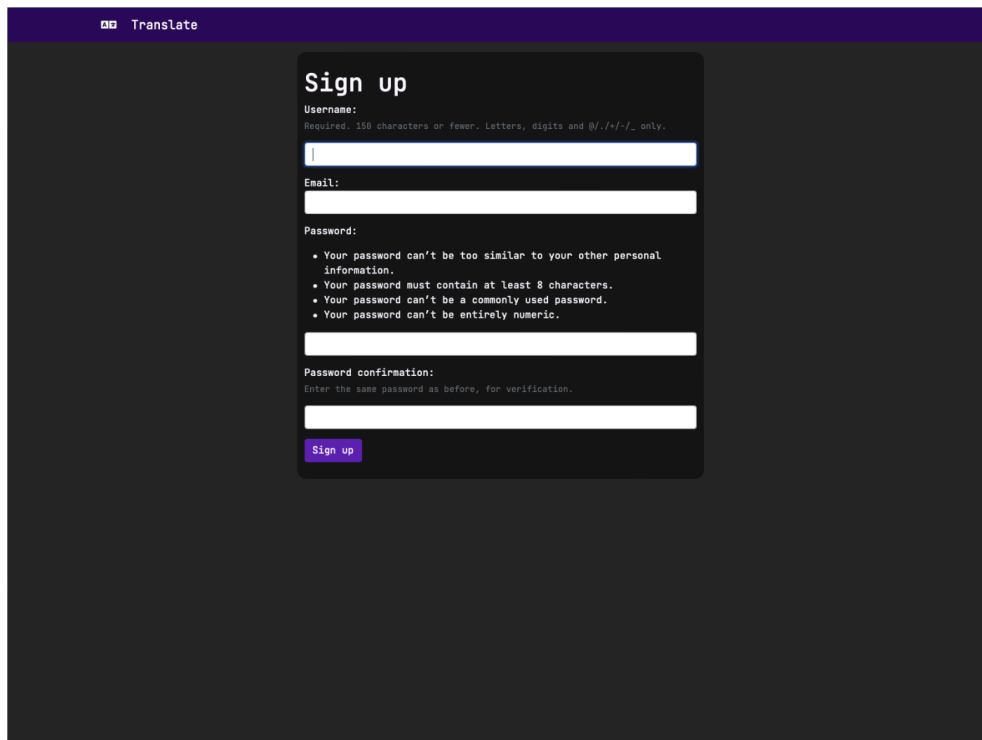 Translate
Sign up
Username:
Required. 150 characters or fewer. Letters, digits and @/./+/-/_ only.
Email:
Password:
• Your password can’t be too similar to your other personal
information.
• Your password must contain at least 8 characters.
• Your password can’t be a commonly used password.
• Your password can’t be entirely numeric.
Password confirmation:
Enter the same password as before, for verification.
Sign up